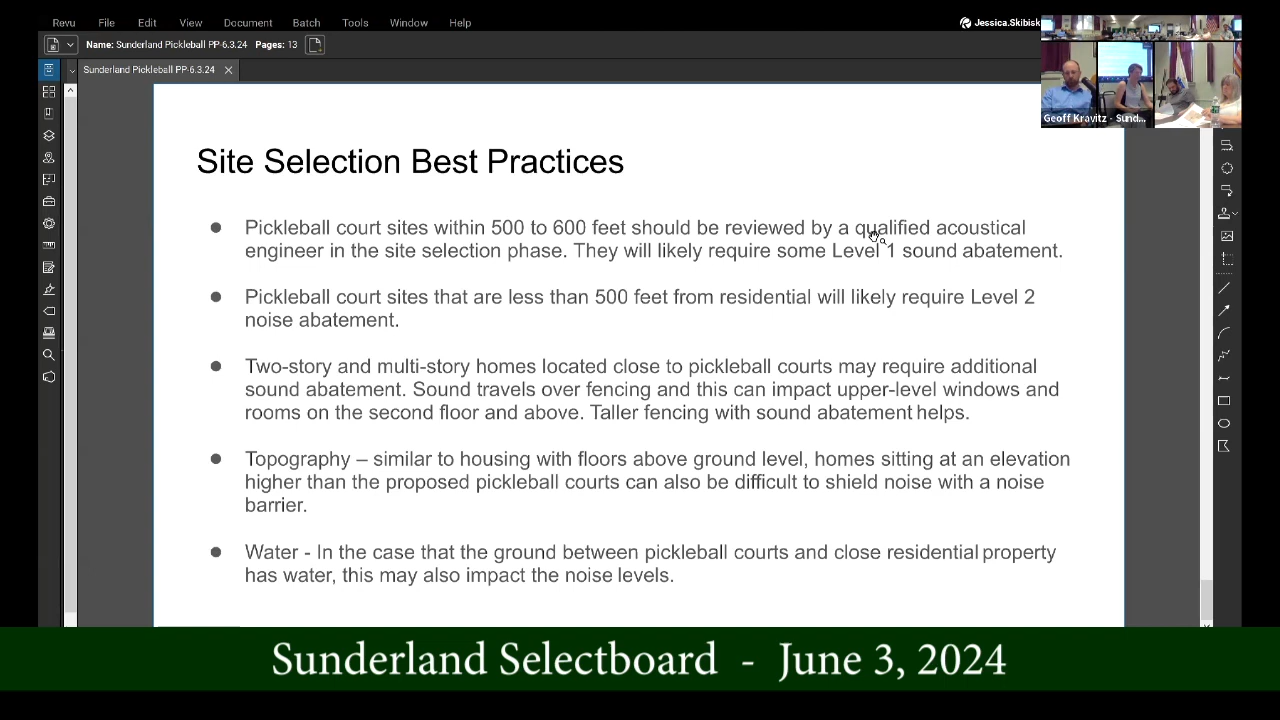 Revu File Edit View Document Batch Tools Window Help Jessica.Skibisk
Name: Sunderland Pickleball PP-6.3.24 Pages: 13
Sunderland Pickleball PP-6.3.24
Geoff Kravitz - Sund...
Site Selection Best Practices
● Pickleball court sites within 500 to 600 feet should be reviewed by a qualified acoustical
engineer in the site selection phase. They will likely require some Level 1 sound abatement.
● Pickleball court sites that are less than 500 feet from residential will likely require Level 2
noise abatement.
● Two-story and multi-story homes located close to pickleball courts may require additional
sound abatement. Sound travels over fencing and this can impact upper-level windows and
rooms on the second floor and above. Taller fencing with sound abatement helps.
● Topography – similar to housing with floors above ground level, homes sitting at an elevation
higher than the proposed pickleball courts can also be difficult to shield noise with a noise
barrier.
● Water - In the case that the ground between pickleball courts and close residential property
has water, this may also impact the noise levels.
Sunderland Selectboard - June 3, 2024